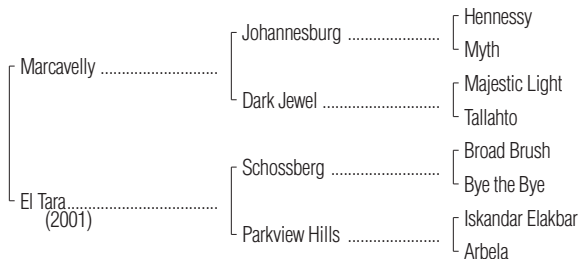 Hennessy
Johannesburg ......................
Myth
Marcavelly ............................
Majestic Light
Dark Jewel ............................
Tallahto
Broad Brush
Schossberg ..........................
Bye the Bye
El Tara....................................
(2001)
Iskandar Elakbar
Parkview Hills ......................
Arbela